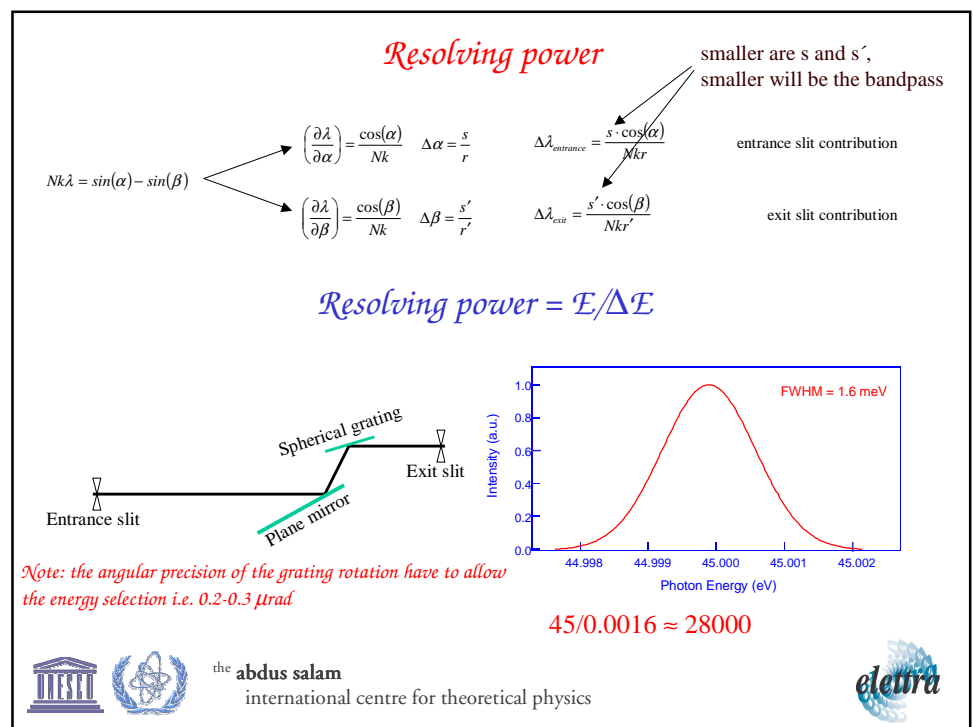 Resolving power
smaller are s and s´,
smaller will be the bandpass
Nkλ = sin(α) − sin(β)
(∂λ/∂α) = cos(α)/Nk   Δα = s/r
Δλ_entrance = s · cos(α)/Nkr
entrance slit contribution
(∂λ/∂β) = cos(β)/Nk   Δβ = s′/r′
Δλ_exit = s′ · cos(β)/Nkr′
exit slit contribution
Resolving power = E/ΔE
Spherical grating
Exit slit
Entrance slit
Plane mirror
Note: the angular precision of the grating rotation have to allow
the energy selection i.e. 0.2-0.3 μrad
FWHM = 1.6 meV
Intensity (a.u.)
1.0
0.8
0.6
0.4
0.2
0.0
44.998 44.999 45.000 45.001 45.002
Photon Energy (eV)
45/0.0016 ≈ 28000
UNESCO
the abdus salam
international centre for theoretical physics
elettra